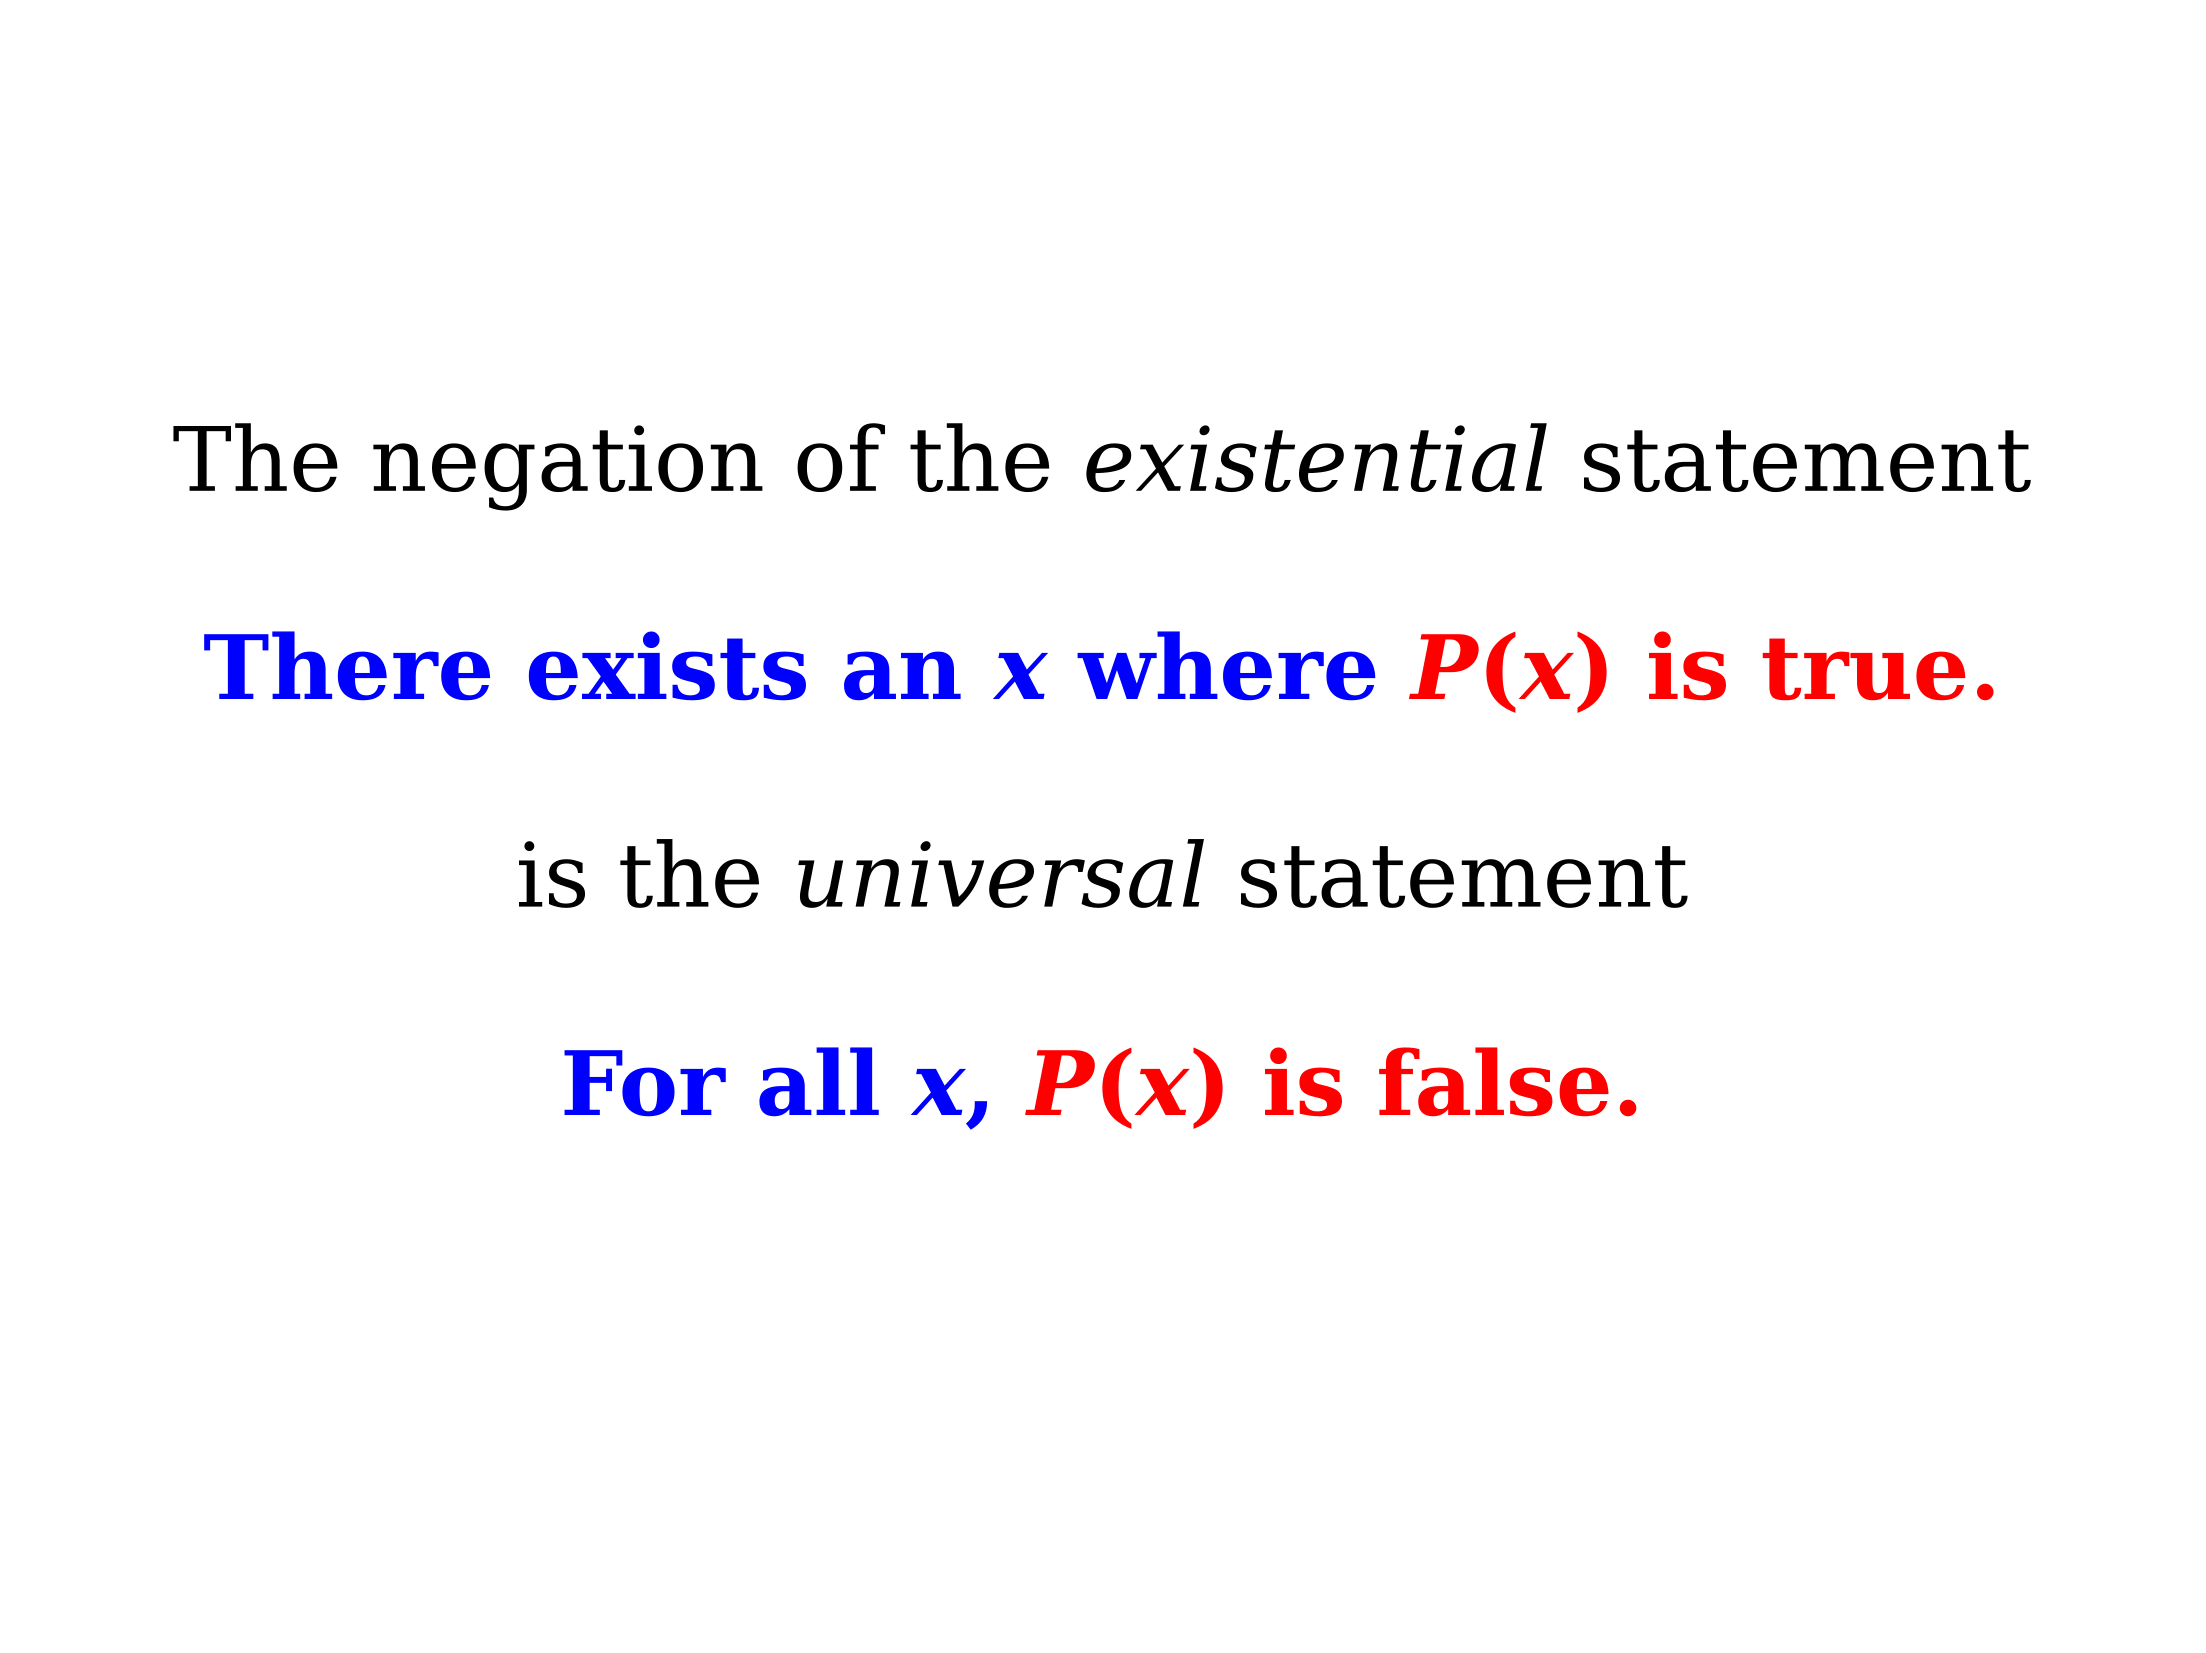 The negation of the existential statement
There exists an x where P(x) is true.
is the universal statement
For all x, P(x) is false.